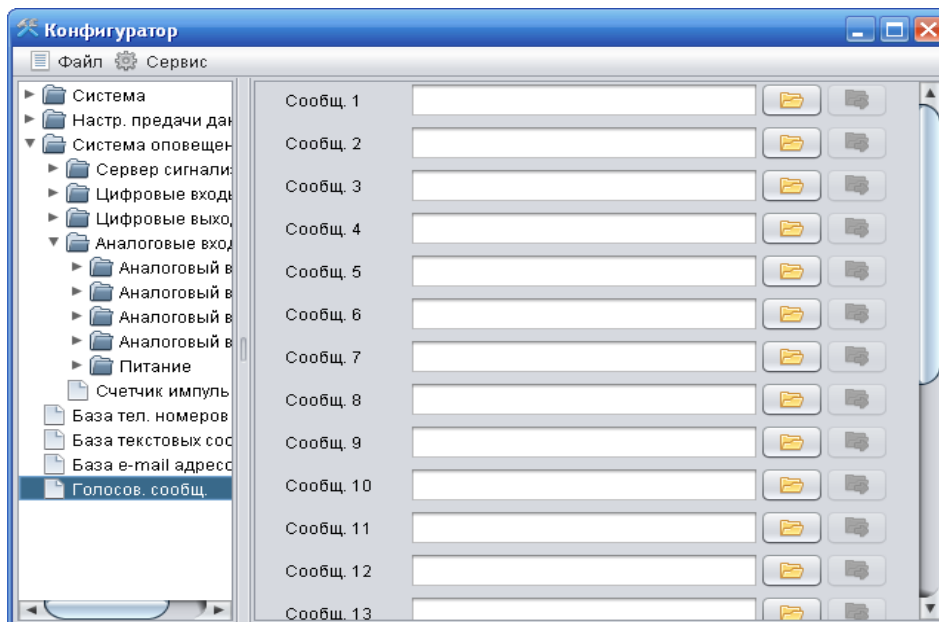 Конфигуратор
Файл Сервис
Система
Настр. предачи дан
Система оповещен
Сервер сигнали
Цифровые входы
Цифровые выхо
Аналоговые вход
Аналоговый в
Аналоговый в
Аналоговый в
Аналоговый в
Питание
Счетчик импуль
База тел. номеров
База текстовых соо
База e-mail адресо
Голосов. сообщ.
Сообщ. 1
Сообщ. 2
Сообщ. 3
Сообщ. 4
Сообщ. 5
Сообщ. 6
Сообщ. 7
Сообщ. 8
Сообщ. 9
Сообщ. 10
Сообщ. 11
Сообщ. 12
Сообщ. 13